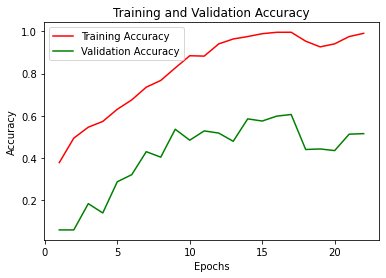 Training and Validation Accuracy
Training Accuracy
Validation Accuracy
1.0
0.8
0.6
0.4
0.2
Accuracy
0
5
10
15
20
Epochs